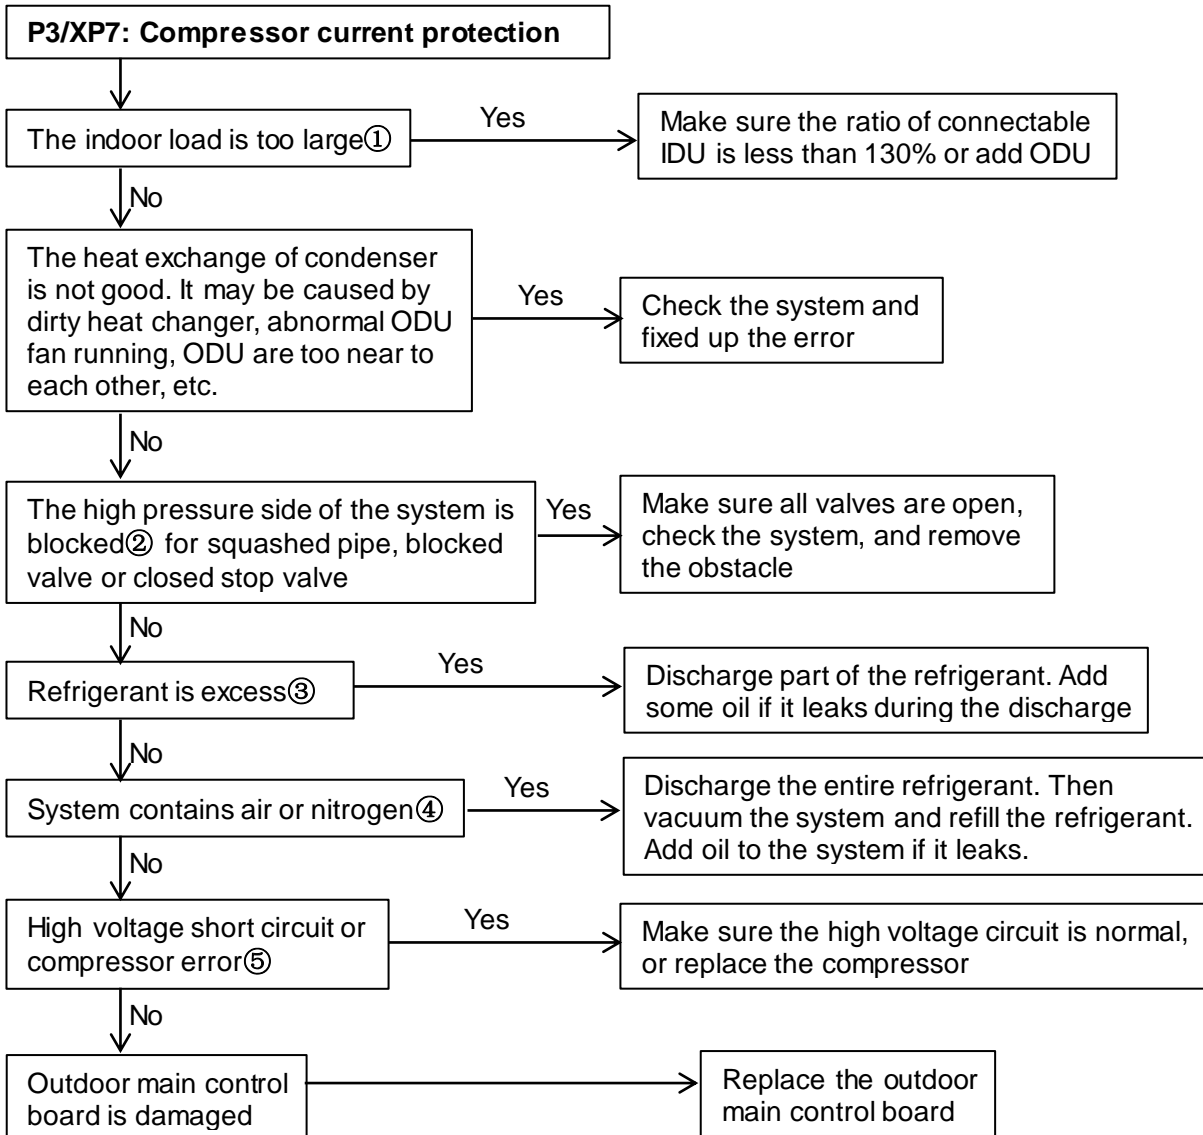 P3/XP7: Compressor current protection
The indoor load is too large①
Yes
Make sure the ratio of connectable
IDU is less than 130% or add ODU
No
The heat exchange of condenser
is not good. It may be caused by
dirty heat changer, abnormal ODU
fan running, ODU are too near to
each other, etc.
Yes
Check the system and
fixed up the error
No
The high pressure side of the system is
blocked② for squashed pipe, blocked
valve or closed stop valve
Yes
Make sure all valves are open,
check the system, and remove
the obstacle
No
Refrigerant is excess③
Yes
Discharge part of the refrigerant. Add
some oil if it leaks during the discharge
No
System contains air or nitrogen④
Yes
Discharge the entire refrigerant. Then
vacuum the system and refill the refrigerant.
Add oil to the system if it leaks.
No
High voltage short circuit or
compressor error⑤
Yes
Make sure the high voltage circuit is normal,
or replace the compressor
No
Outdoor main control
board is damaged
Replace the outdoor
main control board